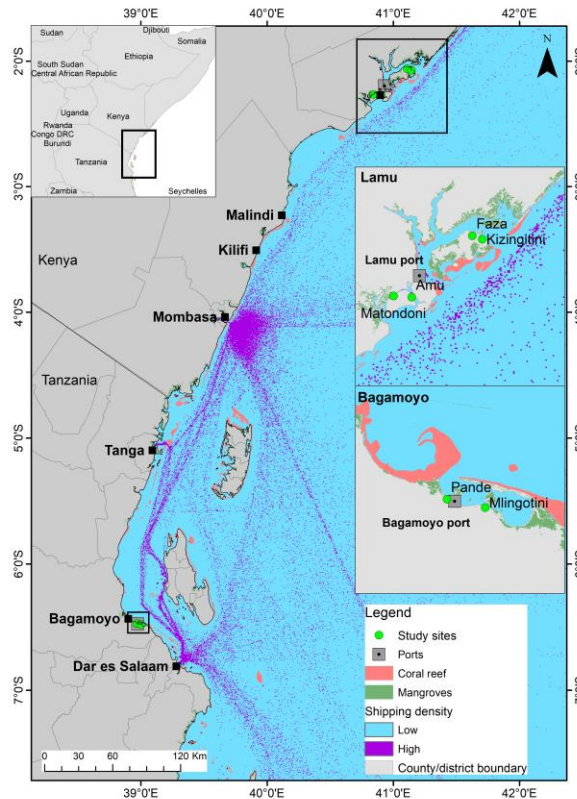 39°0'E 40°0'E 41°0'E 42°0'E
Sudan
Djibouti
Somalia
South Sudan
Ethiopia
Central African Republic
Uganda
Kenya
Rwanda
Congo DRC
Burundi
Tanzania
Zambia
Seychelles
N
2°0'S
3°0'S
4°0'S
5°0'S
6°0'S
7°0'S
Malindi
Kilifi
Kenya
Mombasa
Tanzania
Tanga
Bagamoyo
Dar es Salaam
Lamu
Faza
Kizingitini
Lamu port
Amu
Matondoni
Bagamoyo
Pande
Mlingotini
Bagamoyo port
Legend
Study sites
Ports
Coral reef
Mangroves
Shipping density
Low
High
County/district boundary
0 30 60 120 Km
39°0'E 40°0'E 41°0'E 42°0'E